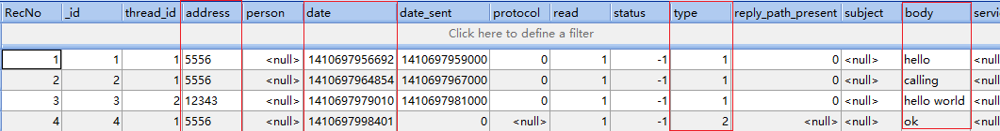 RecNo _id thread_id address person date date_sent protocol read status type reply_path_present subject body servi
Click here to define a filter
1 1 1 5556 <null> 1410697956692 1410697959000 0 1 -1 1 0 <null> hello <nul
2 2 1 5556 <null> 1410697964854 1410697967000 0 1 -1 1 0 <null> calling <nul
3 3 2 12343 <null> 1410697979010 1410697981000 0 1 -1 1 0 <null> hello world <nul
4 4 1 5556 <null> 1410697998401 0 <null> 1 -1 2 <null> <null> ok <nul